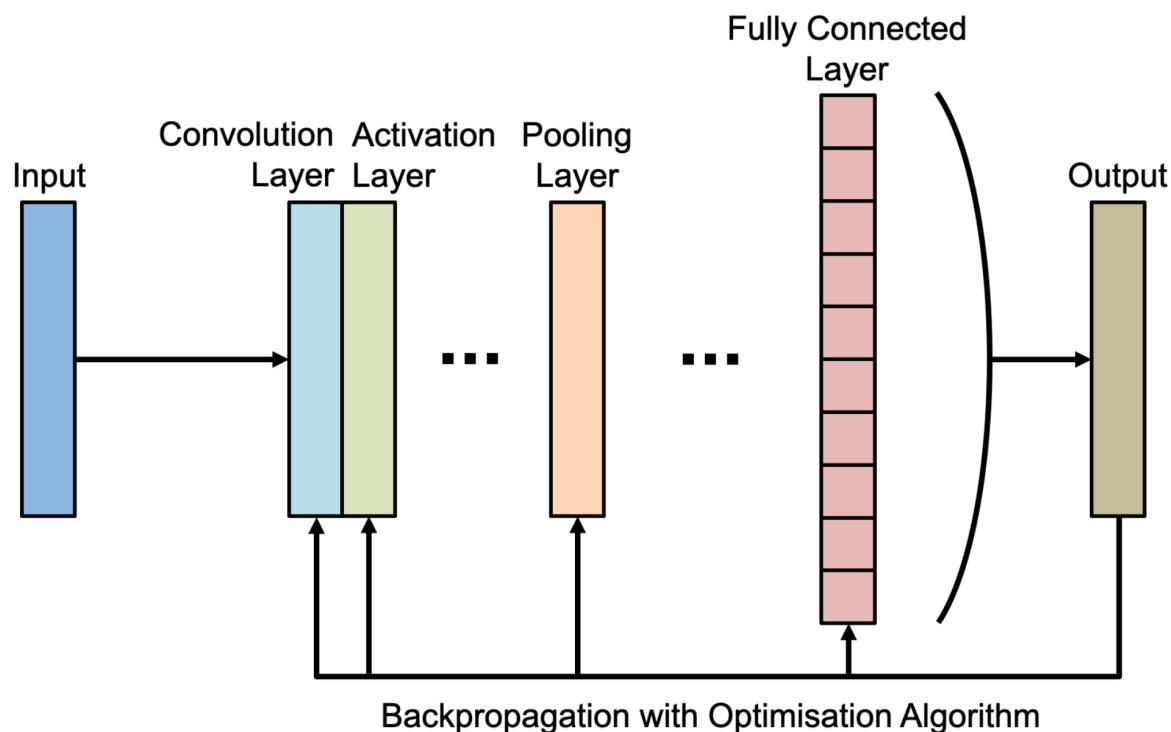 Fully Connected
Layer
Convolution
Layer
Activation
Layer
Pooling
Layer
Input
Output
Backpropagation with Optimisation Algorithm